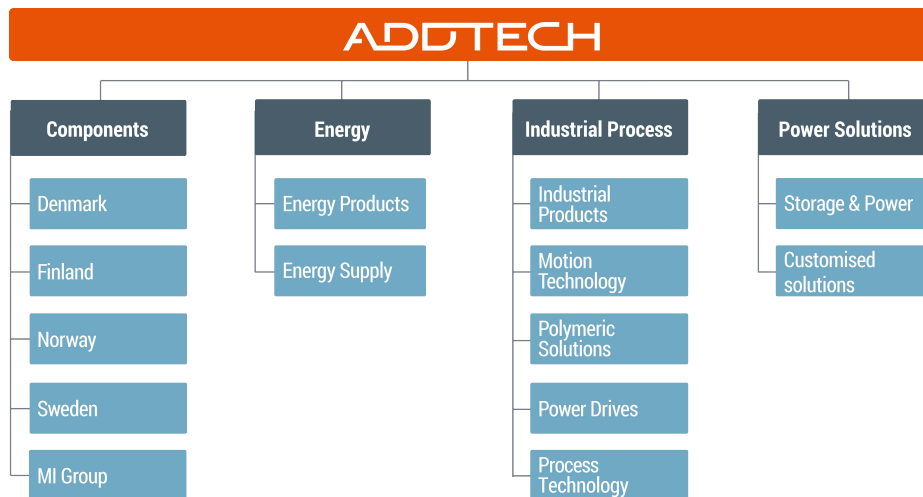 ADDTECH
Components
Energy
Industrial Process
Power Solutions
Denmark
Finland
Norway
Sweden
MI Group
Energy Products
Energy Supply
Industrial
Products
Motion
Technology
Polymeric
Solutions
Power Drives
Process
Technology
Storage & Power
Customised
solutions